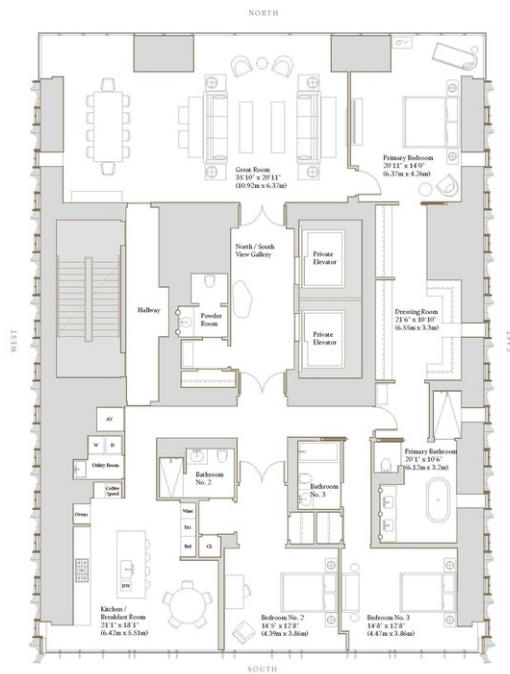 NORTH
Great Room
35'10" x 20'11"
(10.92m x 6.37m)
Primary Bedroom
20'11" x 14'0"
(6.37m x 4.26m)
North / South
View Gallery
Private
Elevator
Hallway
Powder
Room
Private
Elevator
Dressing Room
21'6" x 10'10"
(6.55m x 3.3m)
WEST
EAST
AV
W
D
Utility Room
Coffee
Speed
Ovens
Bathroom
No. 2
Bathroom
No. 3
Primary Bathroom
20'1" x 10'6"
(6.12m x 3.2m)
Wine
Frz
Ref
CL
DW
Kitchen /
Breakfast Room
21'1" x 18'1"
(6.42m x 5.51m)
Bedroom No. 2
14'5" x 12'8"
(4.39m x 3.86m)
Bedroom No. 3
14'8" x 12'8"
(4.47m x 3.86m)
SOUTH